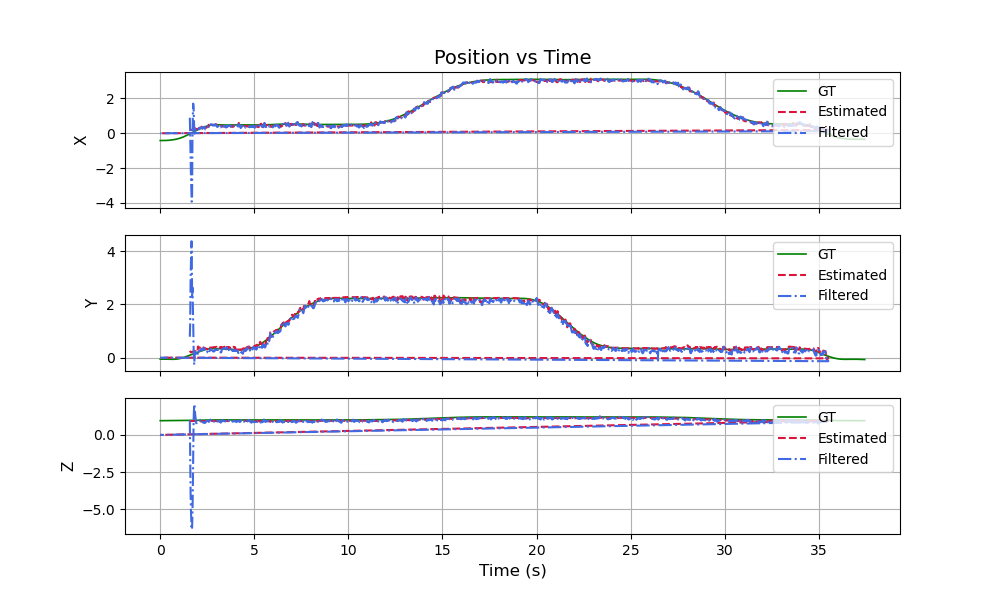 Position vs Time
2
0
−2
−4
X
GT
Estimated
Filtered
4
2
0
Y
GT
Estimated
Filtered
0.0
−2.5
−5.0
Z
GT
Estimated
Filtered
0 5 10 15 20 25 30 35
Time (s)